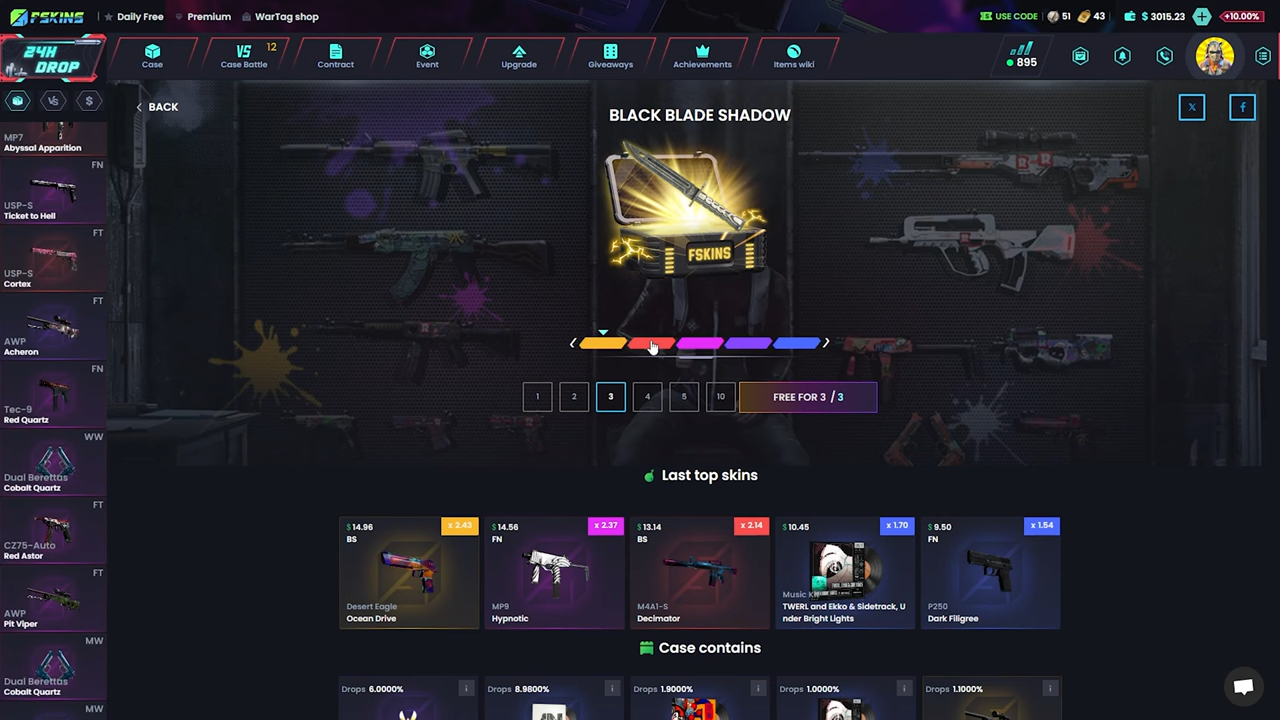 FSKINS
Daily Free
Premium
WarTag shop
USE CODE
51
43
$ 3015.23
+10.00%
24H
DROP
Case
VS
12
Case Battle
Contract
Event
Upgrade
Giveaways
Achievements
Items wiki
895
VS
$
BACK
BLACK BLADE SHADOW
X
f
FSKINS
MP7
Abyssal Apparition
FN
USP-S
Ticket to Hell
FT
USP-S
Cortex
FT
AWP
Acheron
FN
Tec-9
Red Quartz
WW
Dual Berettas
Cobalt Quartz
FT
CZ75-Auto
Red Astor
FT
AWP
Pit Viper
MW
Dual Berettas
Cobalt Quartz
MW
1
2
3
4
5
10
FREE FOR 3 / 3
Last top skins
$ 14.96
x 2.43
BS
Desert Eagle
Ocean Drive
$ 14.56
x 2.37
FN
MP9
Hypnotic
$ 13.14
x 2.14
BS
M4A1-S
Decimator
$ 10.45
x 1.70
Music Kit
TWERL and Ekko & Sidetrack, U
nder Bright Lights
$ 9.50
x 1.54
FN
P250
Dark Filigree
Case contains
Drops 6.0000%
i
Drops 8.9800%
i
Drops 1.9000%
i
Drops 1.0000%
i
Drops 1.1000%
i